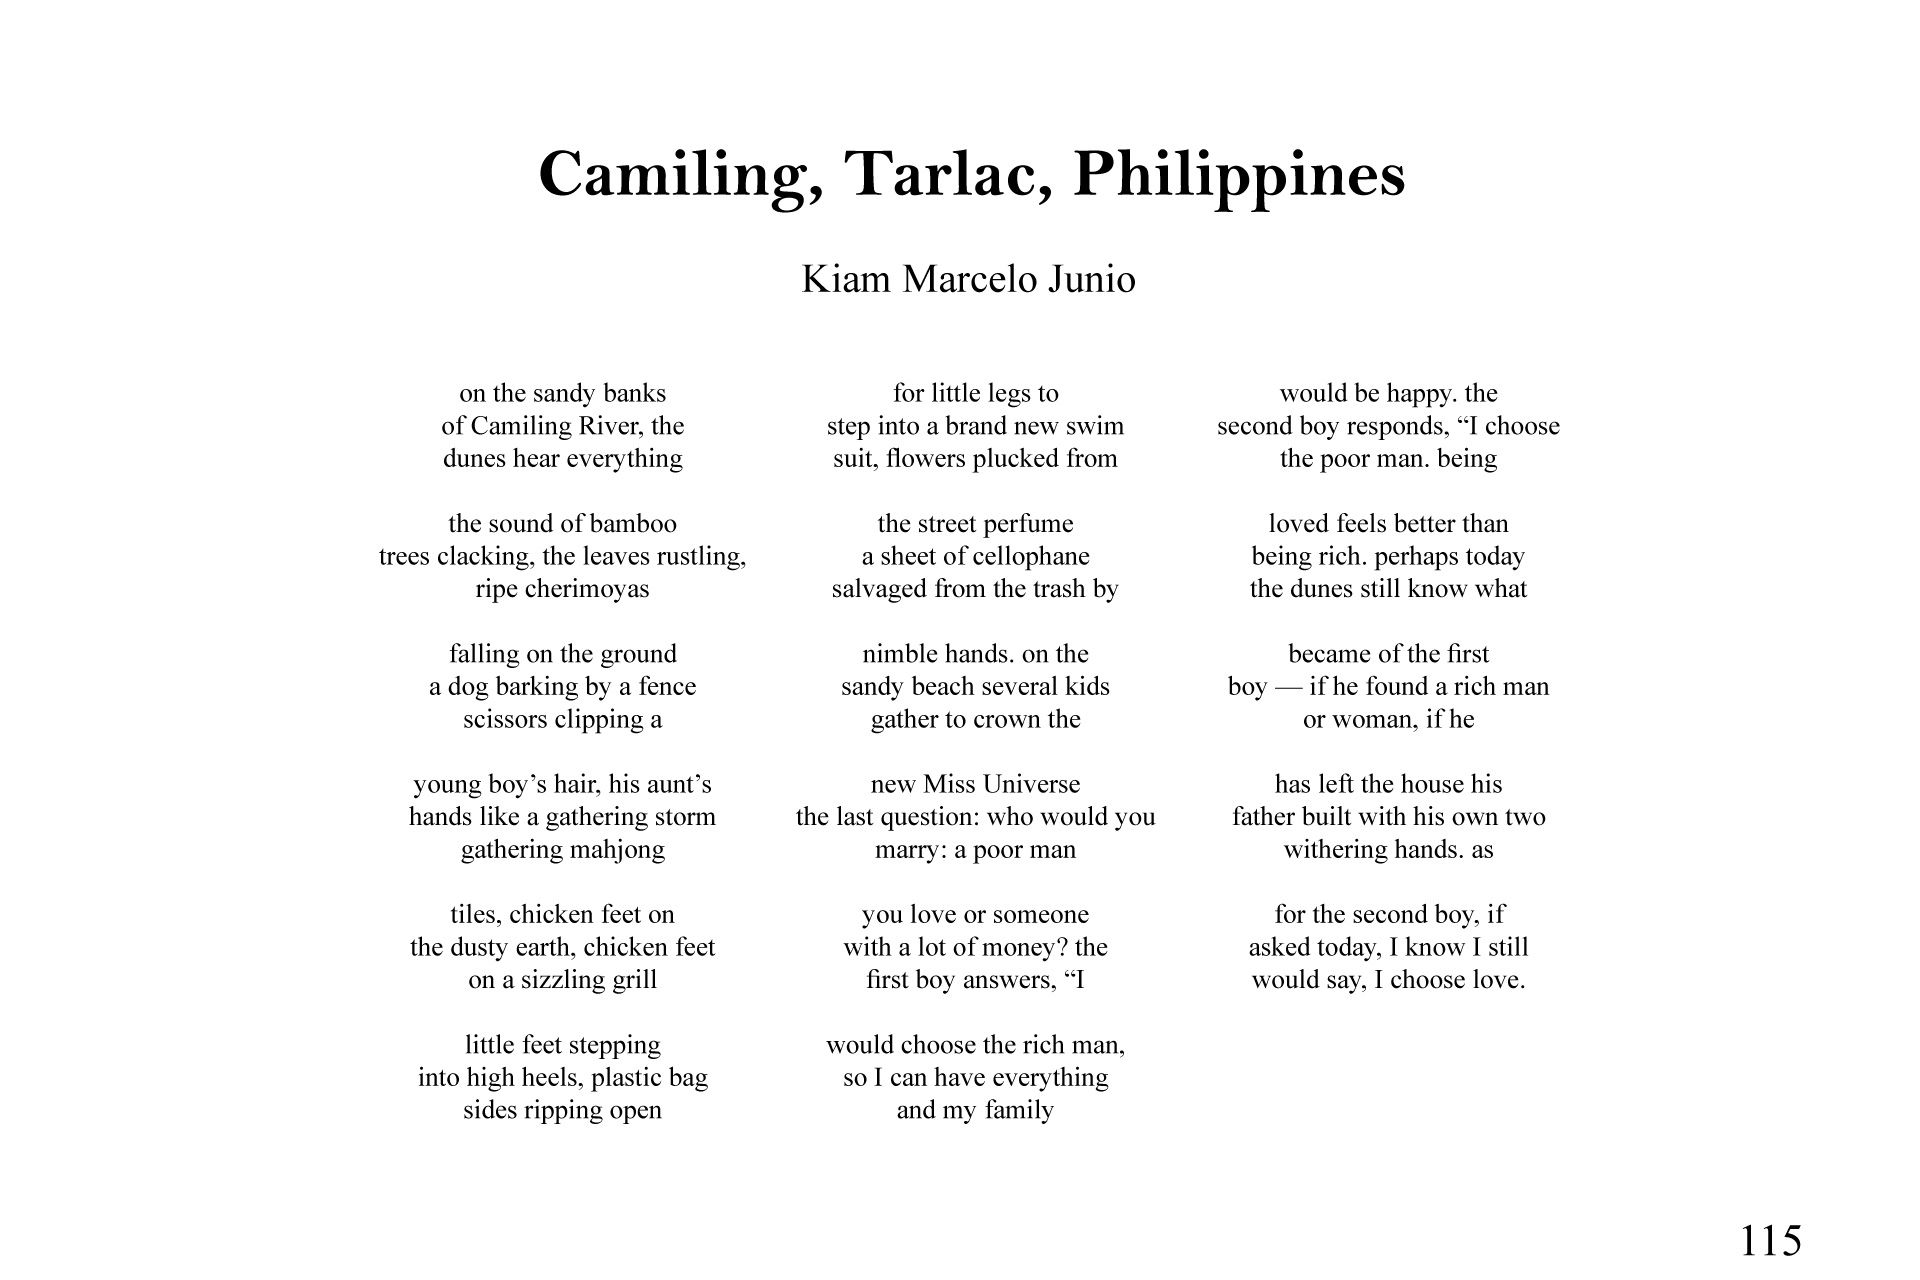 Camiling, Tarlac, Philippines
Kiam Marcelo Junio
on the sandy banks
of Camiling River, the
dunes hear everything
the sound of bamboo
trees clacking, the leaves rustling,
ripe cherimoyas
falling on the ground
a dog barking by a fence
scissors clipping a
young boy’s hair, his aunt’s
hands like a gathering storm
gathering mahjong
tiles, chicken feet on
the dusty earth, chicken feet
on a sizzling grill
little feet stepping
into high heels, plastic bag
sides ripping open
for little legs to
step into a brand new swim
suit, flowers plucked from
the street perfume
a sheet of cellophane
salvaged from the trash by
nimble hands. on the
sandy beach several kids
gather to crown the
new Miss Universe
the last question: who would you
marry: a poor man
you love or someone
with a lot of money? the
first boy answers, “I
would choose the rich man,
so I can have everything
and my family
would be happy. the
second boy responds, “I choose
the poor man. being
loved feels better than
being rich. perhaps today
the dunes still know what
became of the first
boy — if he found a rich man
or woman, if he
has left the house his
father built with his own two
withering hands. as
for the second boy, if
asked today, I know I still
would say, I choose love.
115